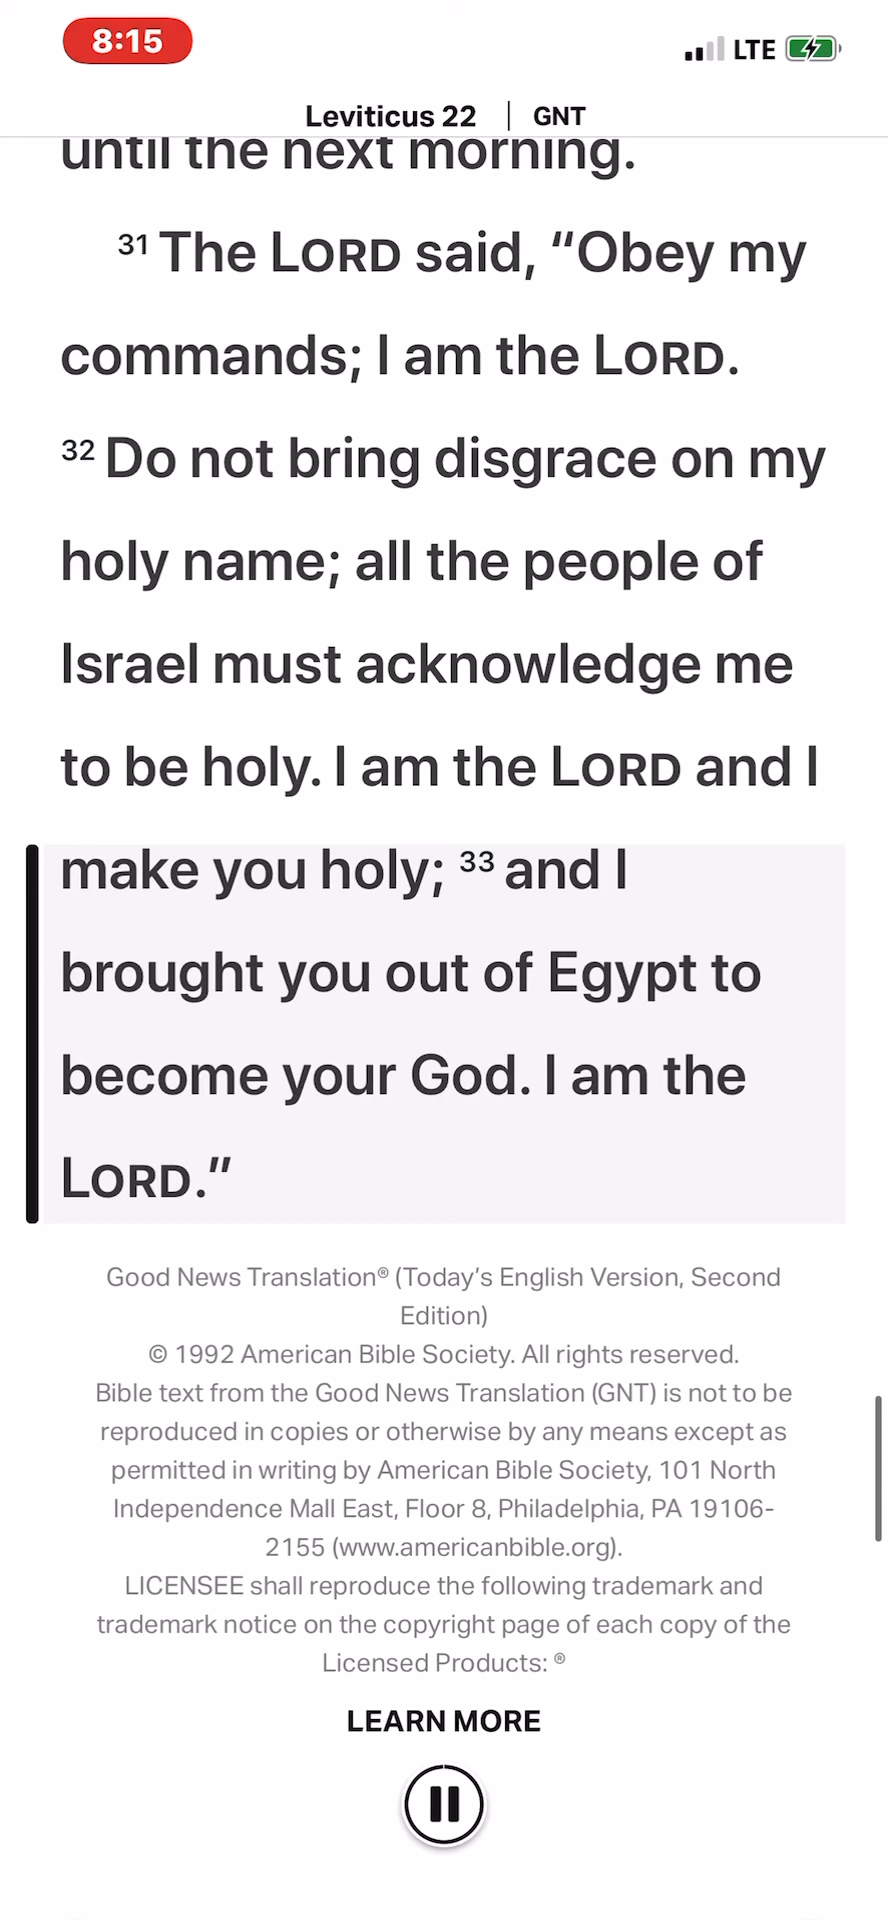 8:15
LTE
Leviticus 22 | GNT
until the next morning.
31 The LORD said, “Obey my
commands; I am the LORD.
32 Do not bring disgrace on my
holy name; all the people of
Israel must acknowledge me
to be holy. I am the LORD and I
make you holy; 33 and I
brought you out of Egypt to
become your God. I am the
LORD.”
Good News Translation® (Today’s English Version, Second
Edition)
© 1992 American Bible Society. All rights reserved.
Bible text from the Good News Translation (GNT) is not to be
reproduced in copies or otherwise by any means except as
permitted in writing by American Bible Society, 101 North
Independence Mall East, Floor 8, Philadelphia, PA 19106-
2155 (www.americanbible.org).
LICENSEE shall reproduce the following trademark and
trademark notice on the copyright page of each copy of the
Licensed Products: ®
LEARN MORE